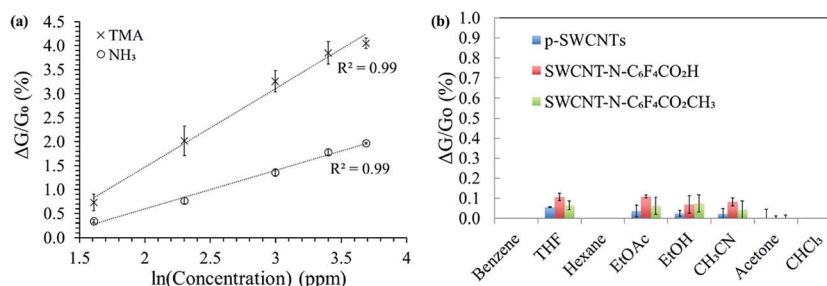 (a)
4.5
4.0
3.5
3.0
2.5
2.0
1.5
1.0
0.5
0.0
ΔG/G₀ (%)
TMA
NH₃
R² = 0.99
R² = 0.99
1.5 2 2.5 3 3.5 4
ln(Concentration) (ppm)
(b)
1.0
0.9
0.8
0.7
0.6
0.5
0.4
0.3
0.2
0.1
0.0
ΔG/G₀ (%)
p-SWCNTs
SWCNT-N-C₆F₄CO₂H
SWCNT-N-C₆F₄CO₂CH₃
Benzene
THF
Hexane
EtOAc
EtOH
CH₃CN
Acetone
CHCl₃